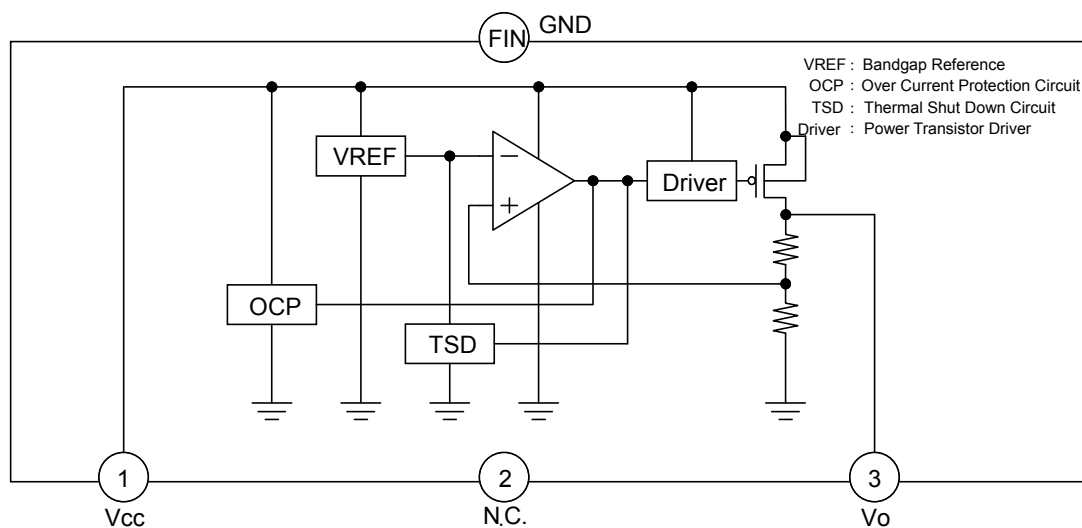 FIN GND
VREF : Bandgap Reference
OCP : Over Current Protection Circuit
TSD : Thermal Shut Down Circuit
Driver : Power Transistor Driver
VREF
−
+
Driver
OCP
TSD
1
2
3
Vcc
N.C.
Vo